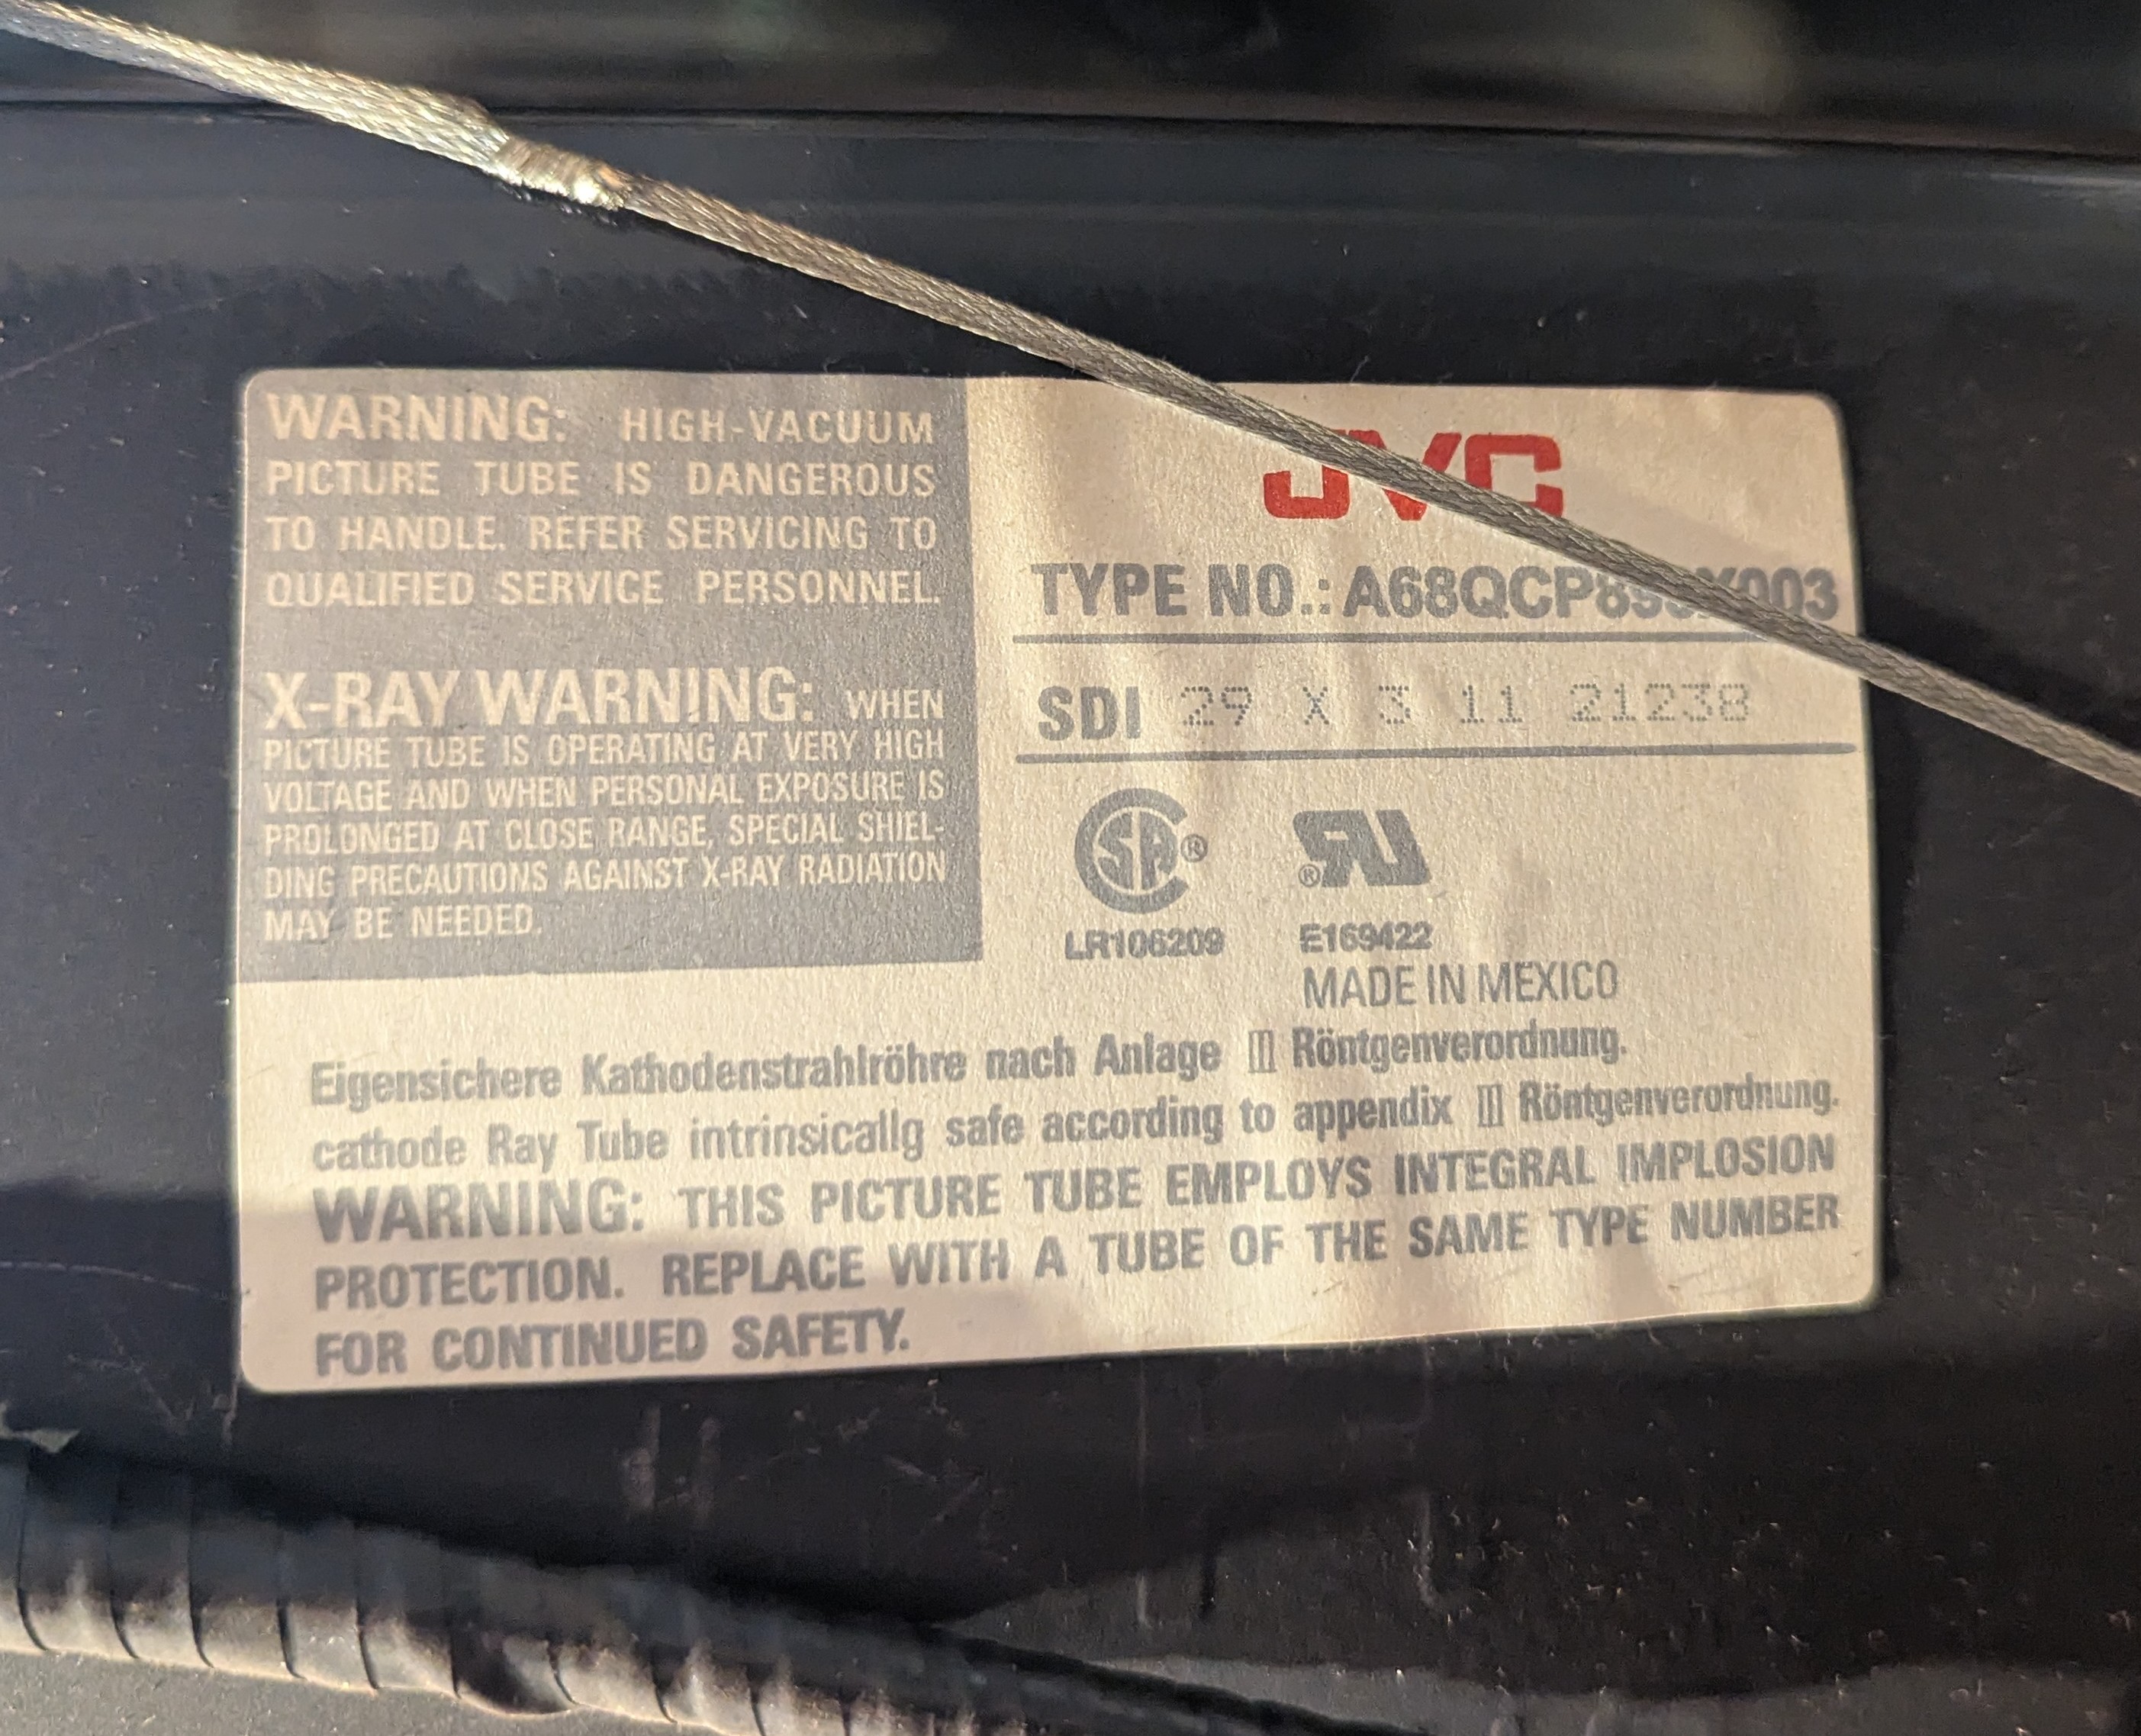 WARNING: HIGH-VACUUM
PICTURE TUBE IS DANGEROUS
TO HANDLE. REFER SERVICING TO
QUALIFIED SERVICE PERSONNEL.
X-RAY WARNING: WHEN
PICTURE TUBE IS OPERATING AT VERY HIGH
VOLTAGE AND WHEN PERSONAL EXPOSURE IS
PROLONGED AT CLOSE RANGE, SPECIAL SHIEL-
DING PRECAUTIONS AGAINST X-RAY RADIATION
MAY BE NEEDED.
JVC
TYPE NO.:
SDI 29 X 3 11 21238
CSA®
®RU
LR106209 E169422
MADE IN MEXICO
Eigensichere Kathodenstrahlröhre nach Anlage III Röntgenverordnung.
cathode Ray Tube intrinsicallg safe according to appendix III Röntgenverordnung.
WARNING: THIS PICTURE TUBE EMPLOYS INTEGRAL IMPLOSION
PROTECTION. REPLACE WITH A TUBE OF THE SAME TYPE NUMBER
FOR CONTINUED SAFETY.